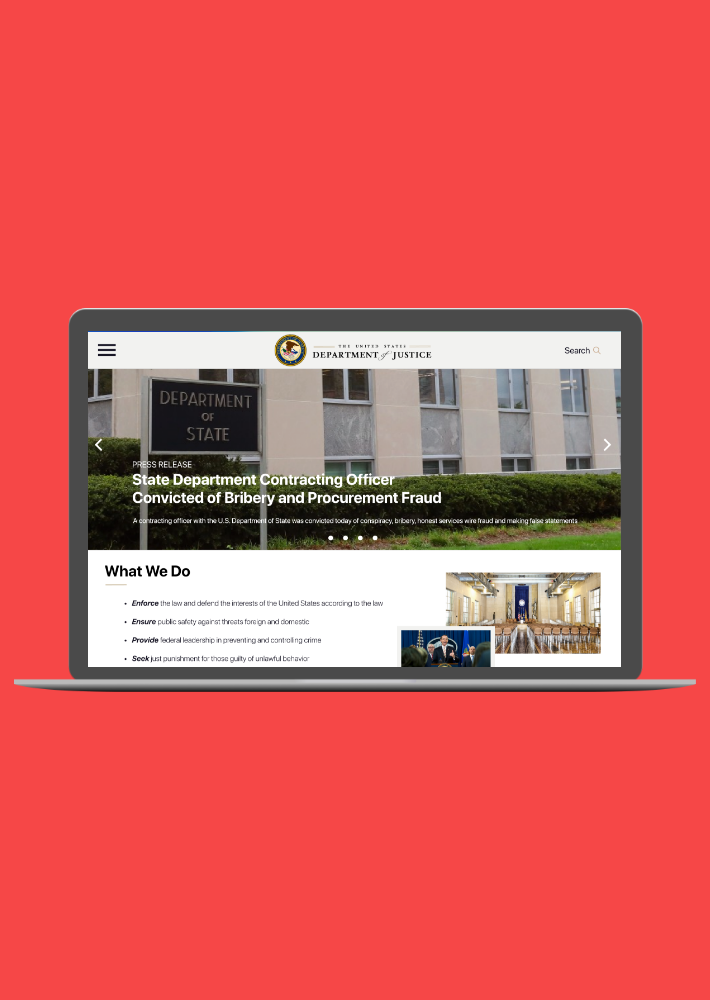 THE UNITED STATES
DEPARTMENT of JUSTICE
Search
DEPARTMENT
OF
STATE
PRESS RELEASE
State Department Contracting Officer
Convicted of Bribery and Procurement Fraud
A contracting officer with the U.S. Department of State was convicted today of conspiracy, bribery, honest services wire fraud and making false statements
What We Do
• Enforce the law and defend the interests of the United States according to the law
• Ensure public safety against threats foreign and domestic
• Provide federal leadership in preventing and controlling crime
• Seek just punishment for those guilty of unlawful behavior